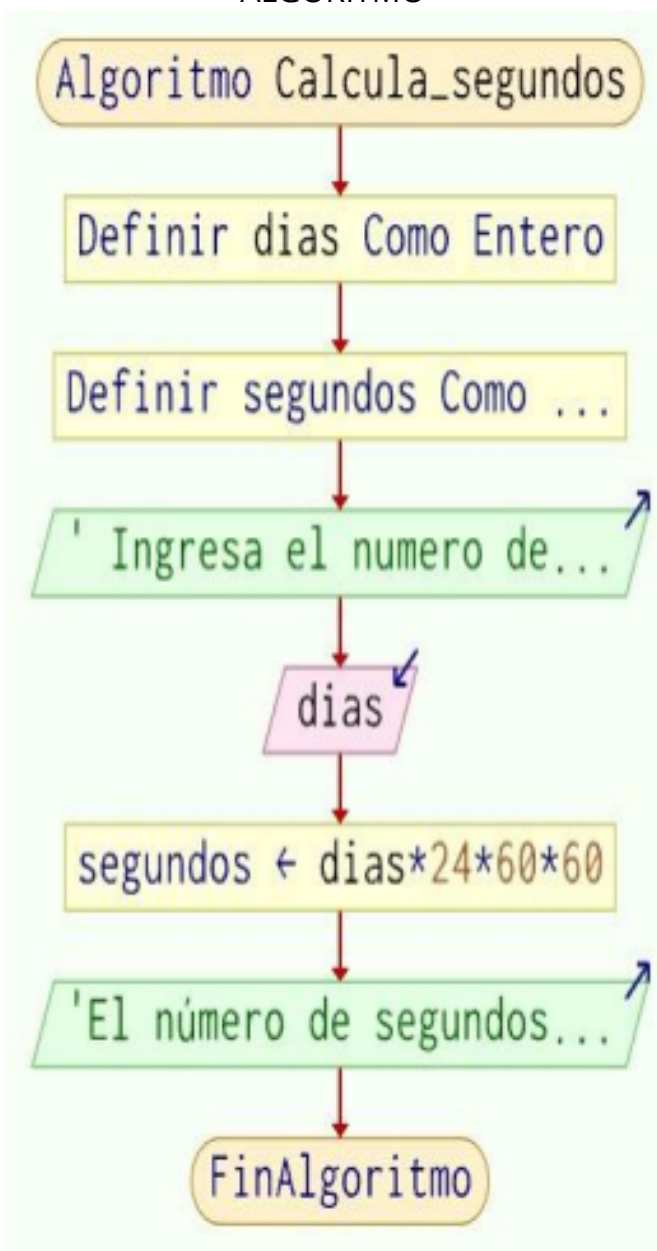 ALGORITMO
Algoritmo Calcula_segundos
Definir dias Como Entero
Definir segundos Como ...
' Ingresa el numero de...
dias
segundos ← dias*24*60*60
'El número de segundos...
FinAlgoritmo